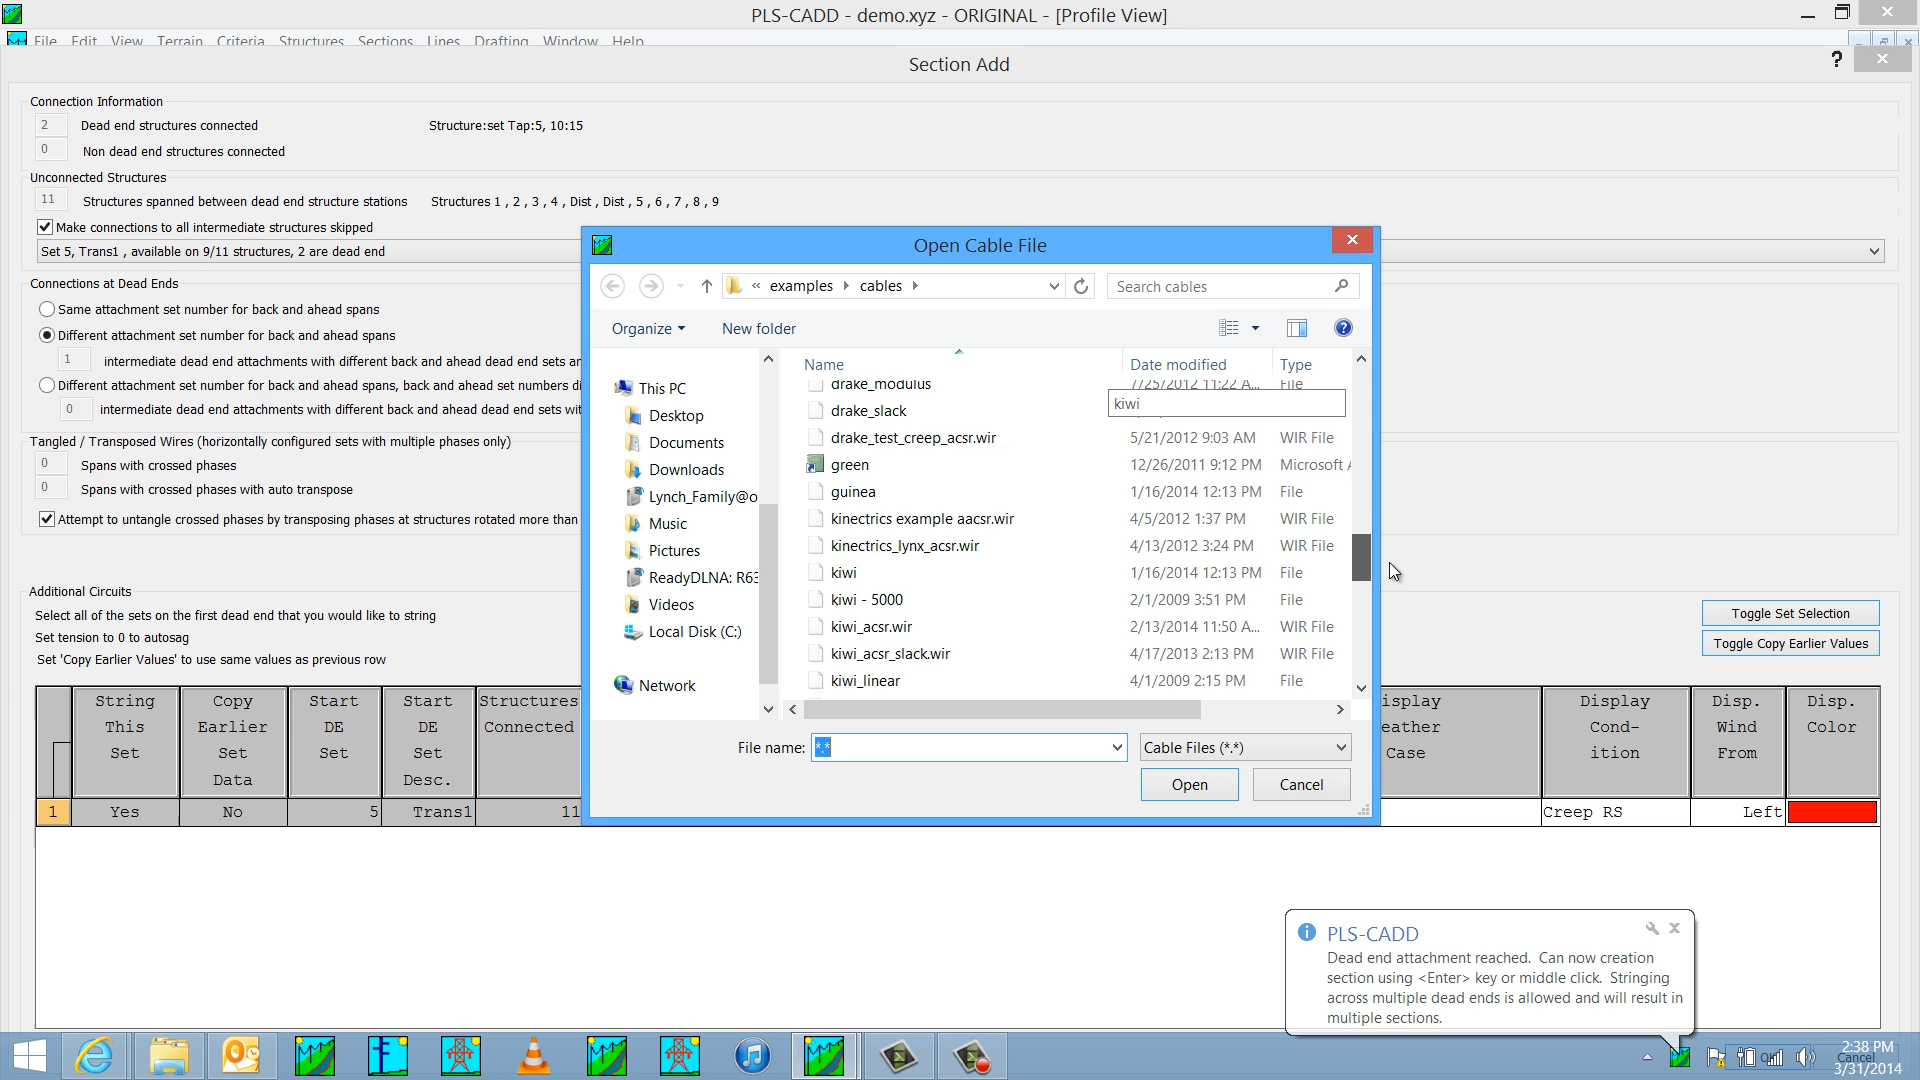 PLS-CADD - demo.xyz - ORIGINAL - [Profile View]
File Edit View Terrain Criteria Structures Sections Lines Drafting Window Help
Section Add
?
Connection Information
2 Dead end structures connected Structure:set Tap:5, 10:15
0 Non dead end structures connected
Unconnected Structures
11 Structures spanned between dead end structure stations Structures 1 , 2 , 3 , 4 , Dist , Dist , 5 , 6 , 7 , 8 , 9
Make connections to all intermediate structures skipped
Set 5, Trans1 , available on 9/11 structures, 2 are dead end
Connections at Dead Ends
Same attachment set number for back and ahead spans
Different attachment set number for back and ahead spans
1 intermediate dead end attachments with different back and ahead dead end sets an
Different attachment set number for back and ahead spans, back and ahead set numbers di
0 intermediate dead end attachments with different back and ahead dead end sets wit
Tangled / Transposed Wires (horizontally configured sets with multiple phases only)
0 Spans with crossed phases
0 Spans with crossed phases with auto transpose
Attempt to untangle crossed phases by transposing phases at structures rotated more than
Additional Circuits
Select all of the sets on the first dead end that you would like to string
Set tension to 0 to autosag
Set 'Copy Earlier Values' to use same values as previous row
Toggle Set Selection
Toggle Copy Earlier Values
String This Set
Copy Earlier Set Data
Start DE Set
Start DE Set Desc.
Structures Connected
isplay eather Case
Display Cond- ition
Disp. Wind From
Disp. Color
1 Yes No 5 Trans1 11 Creep RS Left
Open Cable File
« examples cables
Search cables
Organize
New folder
?
This PC
Desktop
Documents
Downloads
Lynch_Family@o
Music
Pictures
ReadyDLNA: R63
Videos
Local Disk (C:)
Network
Name Date modified Type
drake_modulus 7/25/2012 11:22 A... File
kiwi
drake_slack
drake_test_creep_acsr.wir 5/21/2012 9:03 AM WIR File
green 12/26/2011 9:12 PM Microsoft A
guinea 1/16/2014 12:13 PM File
kinectrics example aacsr.wir 4/5/2012 1:37 PM WIR File
kinectrics_lynx_acsr.wir 4/13/2012 3:24 PM WIR File
kiwi 1/16/2014 12:13 PM File
kiwi - 5000 2/1/2009 3:51 PM File
kiwi_acsr.wir 2/13/2014 11:50 A... WIR File
kiwi_acsr_slack.wir 4/17/2013 2:13 PM WIR File
kiwi_linear 4/1/2009 2:15 PM File
File name: *.* Cable Files (*.*)
Open Cancel
PLS-CADD
Dead end attachment reached. Can now creation
section using <Enter> key or middle click. Stringing
across multiple dead ends is allowed and will result in
multiple sections.
2:38 PM
Cancel
3/31/2014